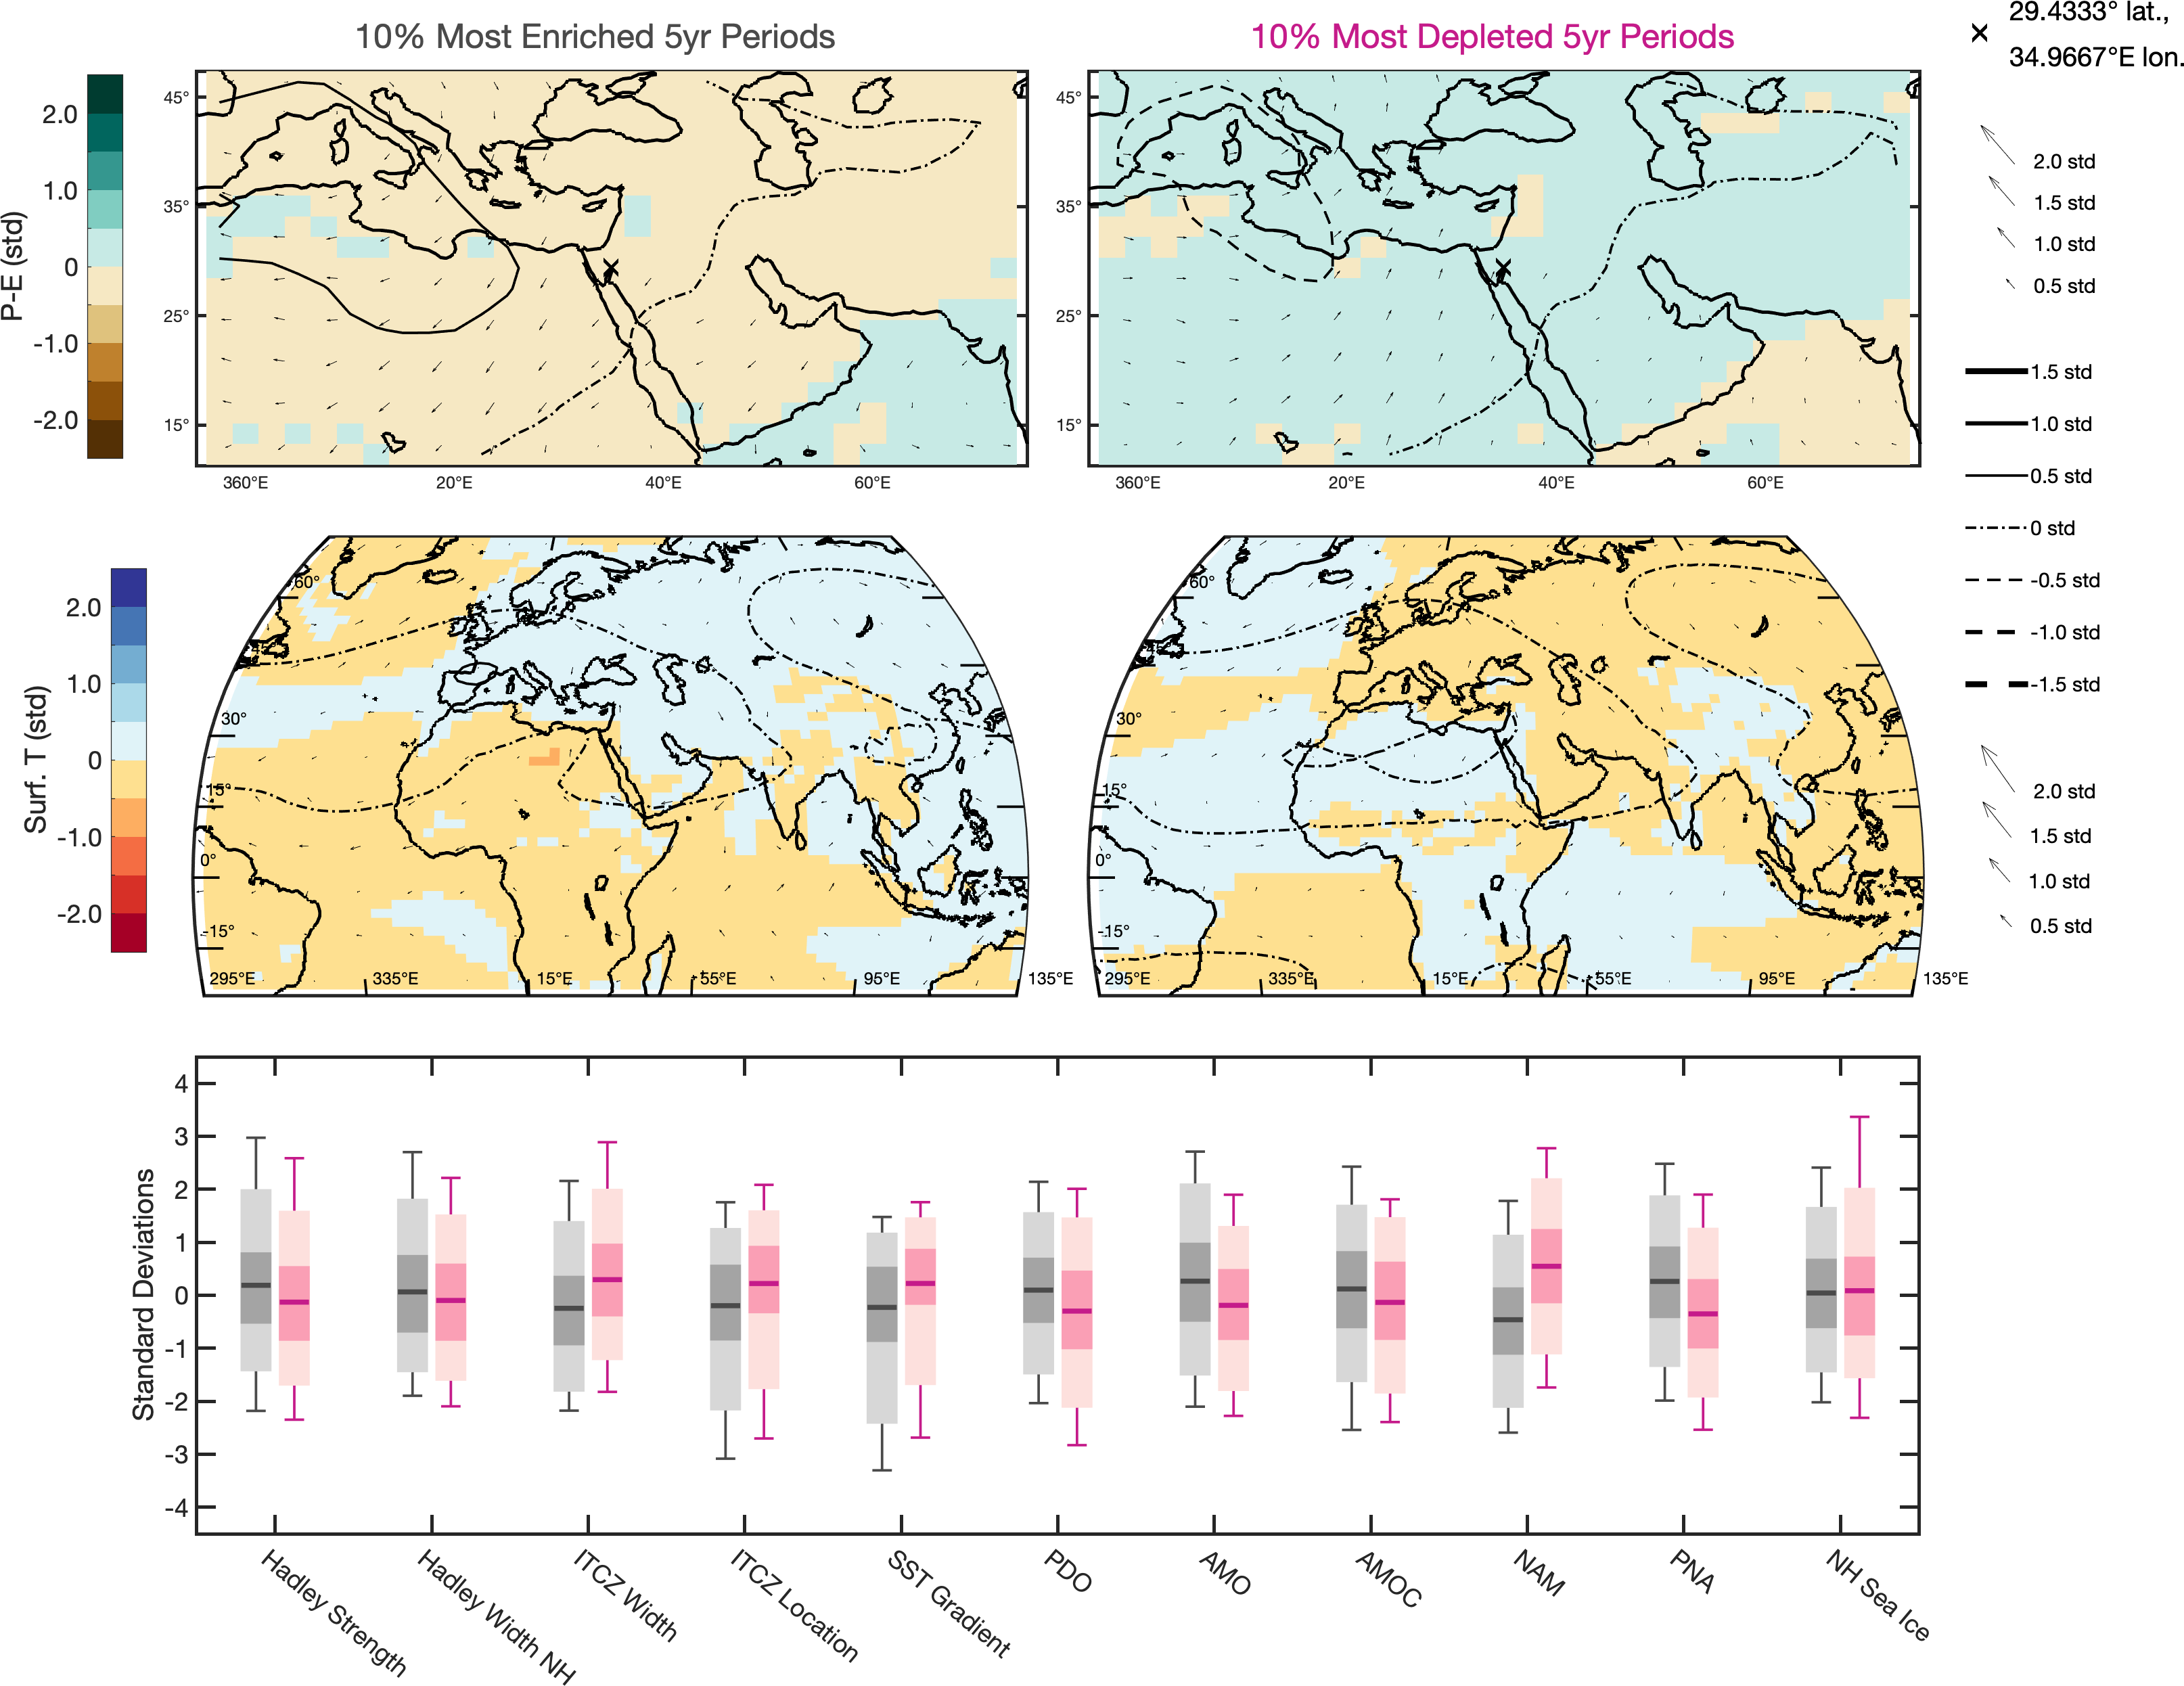 10% Most Enriched 5yr Periods
10% Most Depleted 5yr Periods
29.4333° lat.,
34.9667°E lon.
P-E (std)
2.0
1.0
0
-1.0
-2.0
45°
35°
25°
15°
360°E
20°E
40°E
60°E
45°
35°
25°
15°
360°E
20°E
40°E
60°E
2.0 std
1.5 std
1.0 std
0.5 std
1.5 std
1.0 std
0.5 std
0 std
-0.5 std
-1.0 std
-1.5 std
Surf. T (std)
2.0
1.0
0
-1.0
-2.0
60°
30°
15°
0°
-15°
295°E
335°E
15°E
55°E
95°E
135°E
60°
30°
15°
0°
-15°
295°E
335°E
15°E
55°E
95°E
135°E
2.0 std
1.5 std
1.0 std
0.5 std
Standard Deviations
4
3
2
1
0
-1
-2
-3
-4
Hadley Strength
Hadley Width NH
ITCZ Width
ITCZ Location
SST Gradient
PDO
AMO
AMOC
NAM
PNA
NH Sea Ice